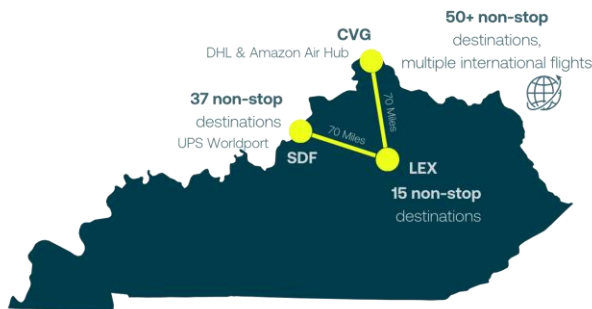 50+ non-stop
destinations,
multiple international flights
CVG
DHL & Amazon Air Hub
37 non-stop
destinations
UPS Worldport
SDF
70 Miles
70 Miles
LEX
15 non-stop
destinations